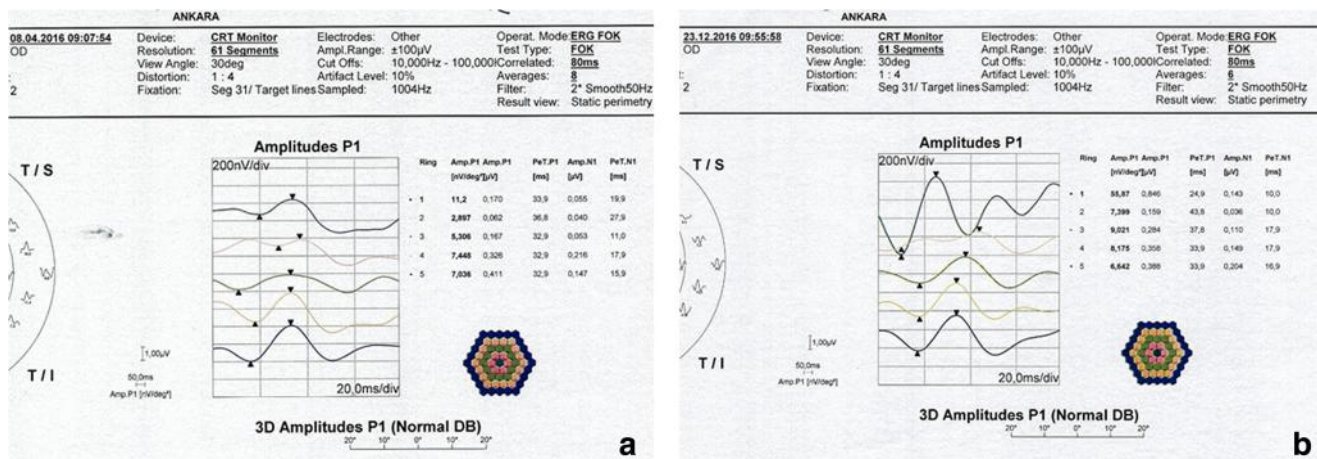 ANKARA
08.04.2016 09:07:54 Device: CRT Monitor Electrodes: Other Operat. Mode: ERG FOK
OD Resolution: 61 Segments Ampl.Range: ±100µV Test Type: FOK
View Angle: 30deg Cut Offs: 10,000Hz - 100,000 Correlated: 80ms
Distortion: 1 : 4 Artifact Level: 10% Averages: 8
2 Fixation: Seg 31/ Target lines Sampled: 1004Hz Filter: 2* Smooth50Hz
Result view: Static perimetry
Amplitudes P1
T / S
200nV/div
Ring Amp.P1 Amp.P1 PeT.P1 Amp.N1 PeT.N1
[nV/deg²] [µV] [ms] [µV] [ms]
1 11,2 0,170 33,9 0,055 19,9
2 2,897 0,062 36,8 0,040 27,9
3 5,306 0,167 32,9 0,053 11,0
4 7,448 0,326 32,9 0,216 17,9
5 7,036 0,411 32,9 0,147 15,9
1,00µV
T / I
50,0ms
Amp.P1 [nV/deg²]
20,0ms/div
3D Amplitudes P1 (Normal DB)
20° 10° 0° 10° 20°
a
ANKARA
23.12.2016 09:55:58 Device: CRT Monitor Electrodes: Other Operat. Mode: ERG FOK
OD Resolution: 61 Segments Ampl.Range: ±100µV Test Type: FOK
View Angle: 30deg Cut Offs: 10,000Hz - 100,000 Correlated: 80ms
Distortion: 1 : 4 Artifact Level: 10% Averages: 6
2 Fixation: Seg 31/ Target lines Sampled: 1004Hz Filter: 2* Smooth50Hz
Result view: Static perimetry
Amplitudes P1
T / S
200nV/div
Ring Amp.P1 Amp.P1 PeT.P1 Amp.N1 PeT.N1
[nV/deg²] [µV] [ms] [µV] [ms]
1 55,87 0,846 24,9 0,143 10,0
2 7,399 0,159 43,8 0,036 10,0
3 9,021 0,284 37,8 0,110 17,9
4 8,175 0,358 33,9 0,149 17,9
5 6,642 0,388 33,9 0,204 16,9
1,00µV
T / I
50,0ms
Amp.P1 [nV/deg²]
20,0ms/div
3D Amplitudes P1 (Normal DB)
20° 10° 0° 10° 20°
b